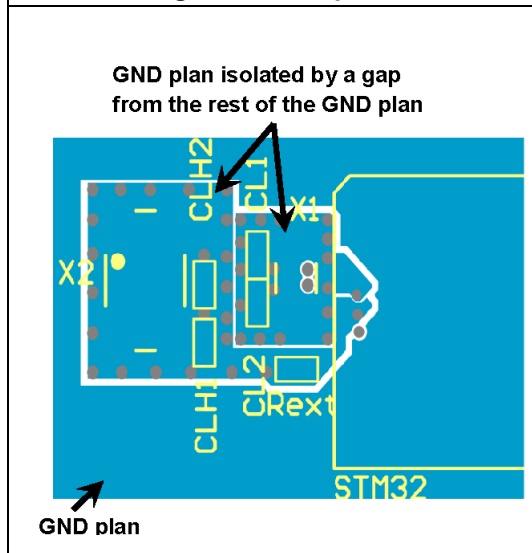 GND plan isolated by a gap
from the rest of the GND plan
CLH2
CL1
X1
X2
CLH1
CL2
Rext
STM32
GND plan